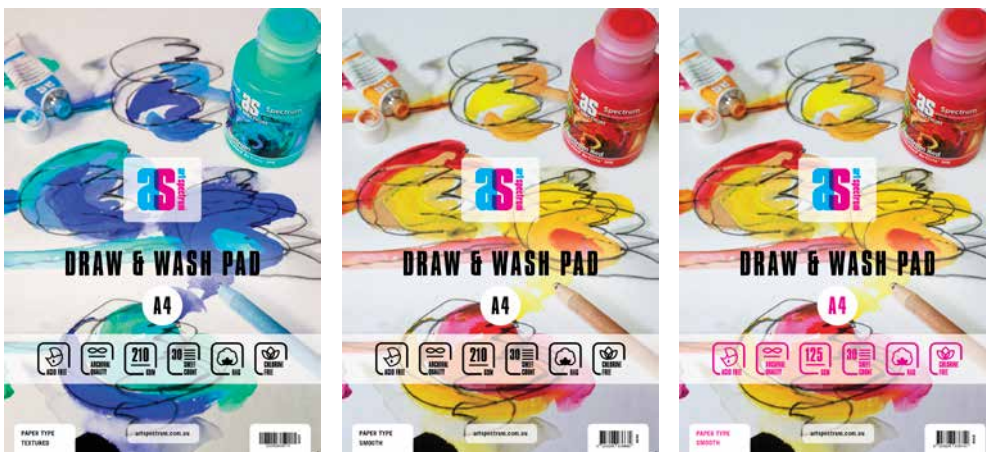 as
Spectrum
as art spectrum
DRAW & WASH PAD
A4
ACID FREE
ARCHIVAL QUALITY
210 GSM
30 SHEET COUNT
RAG
CHLORINE FREE
PAPER TYPE
TEXTURED
artspectrum.com.au
as
Spectrum
as art spectrum
DRAW & WASH PAD
A4
ACID FREE
ARCHIVAL QUALITY
210 GSM
30 SHEET COUNT
RAG
CHLORINE FREE
PAPER TYPE
SMOOTH
artspectrum.com.au
as
Spectrum
as art spectrum
DRAW & WASH PAD
A4
ACID FREE
ARCHIVAL QUALITY
125 GSM
30 SHEET COUNT
RAG
CHLORINE FREE
PAPER TYPE
SMOOTH
artspectrum.com.au